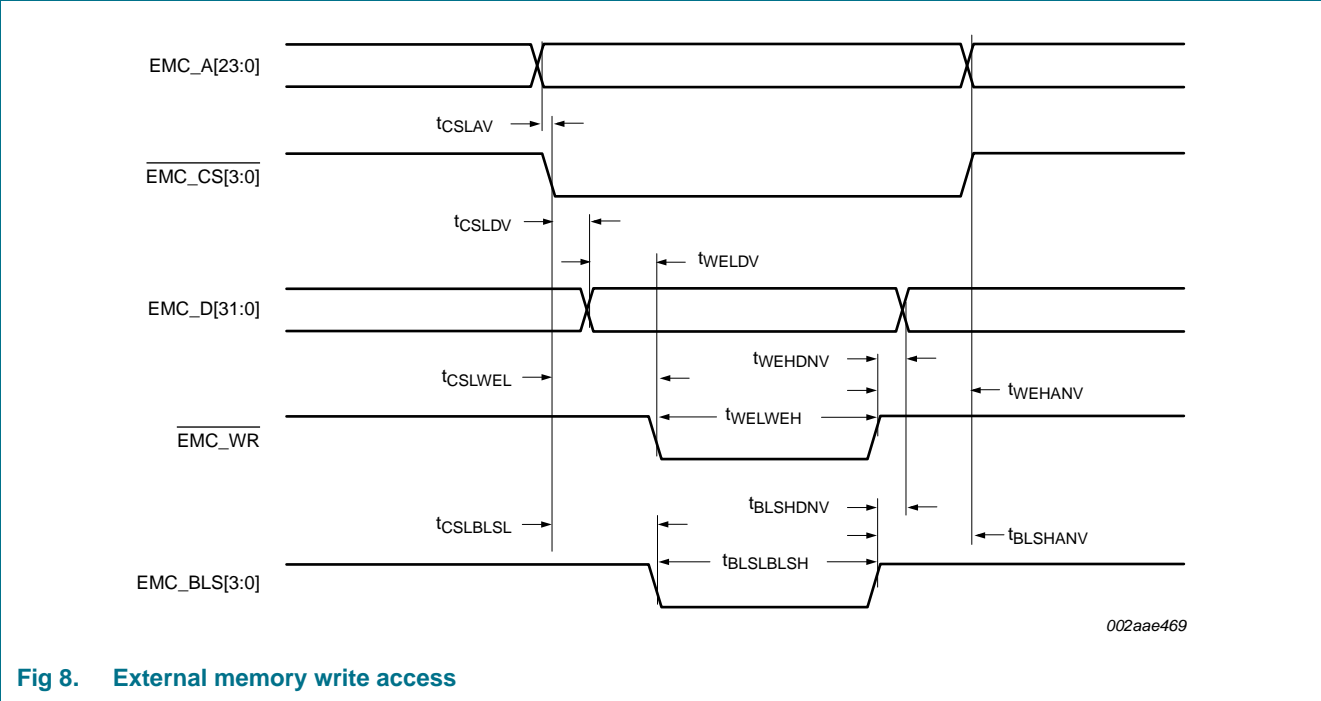 EMC_A[23:0]
tCSLAV
EMC_CS[3:0]
tCSLDV
tWELDV
EMC_D[31:0]
tWEHDNV
tCSLWEL
tWEHANV
tWELWEH
EMC_WR
tBLSHDNV
tCSLBLSL
tBLSHANV
tBLSLBLSH
EMC_BLS[3:0]
002aae469
Fig 8. External memory write access